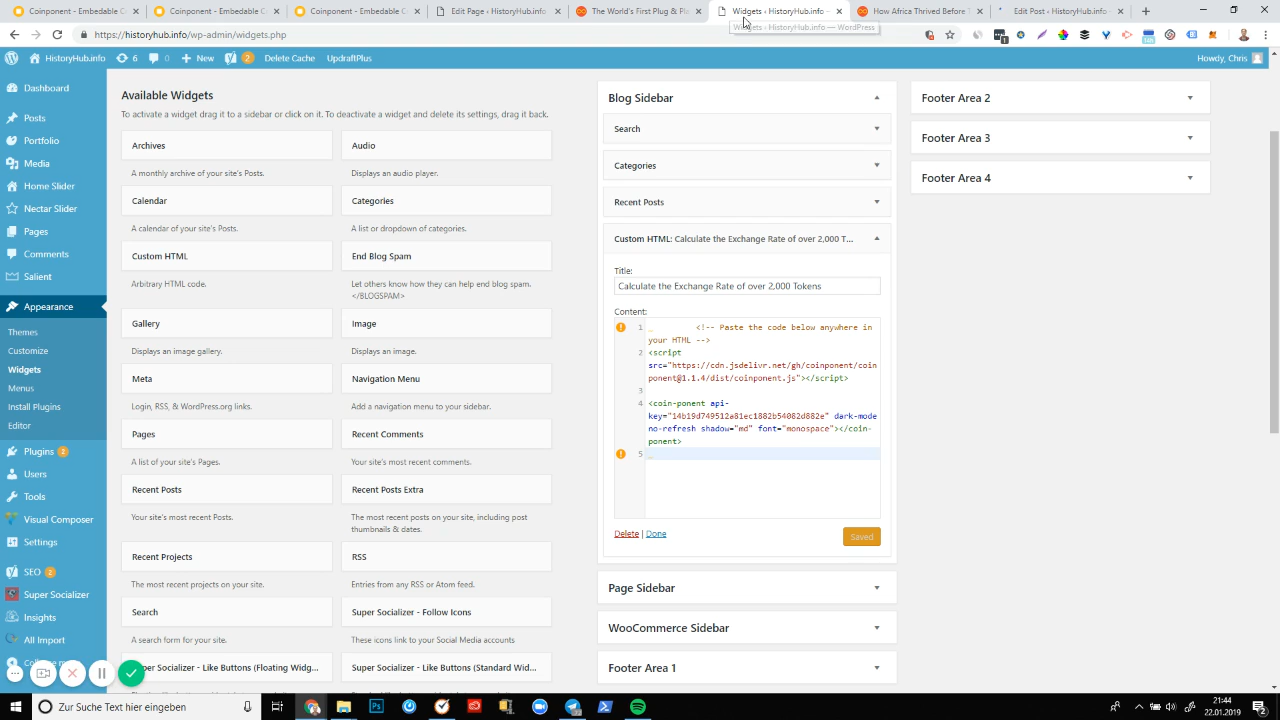 Coinponent - Embedable C
Coinponent - Embedable C
Coinponent - Embedable C
Edit Page ‹ HistoryHub.info
The World's First Plug & Pla
Widgets ‹ HistoryHub.info —
How Africa Thrived Before T
Edit Post ‹ HistoryHub.info
https://historyhub.info/wp-admin/widgets.php
Widgets ‹ HistoryHub.info — WordPress
HistoryHub.info
6
0
New
2
Delete Cache
UpdraftPlus
Howdy, Chris
Dashboard
Posts
Portfolio
Media
Home Slider
Nectar Slider
Pages
Comments
Salient
Appearance
Themes
Customize
Widgets
Menus
Install Plugins
Editor
Plugins 2
Users
Tools
Visual Composer
Settings
SEO 2
Super Socializer
Insights
All Import
Available Widgets
To activate a widget drag it to a sidebar or click on it. To deactivate a widget and delete its settings, drag it back.
Archives
A monthly archive of your site's Posts.
Audio
Displays an audio player.
Calendar
A calendar of your site's Posts.
Categories
A list or dropdown of categories.
Custom HTML
Arbitrary HTML code.
End Blog Spam
Let others know how they can help end blog spam.
</BLOGSPAM>
Gallery
Displays an image gallery.
Image
Displays an image.
Meta
Login, RSS, & WordPress.org links.
Navigation Menu
Add a navigation menu to your sidebar.
Pages
A list of your site's Pages.
Recent Comments
Your site's most recent comments.
Recent Posts
Your site's most recent Posts.
Recent Posts Extra
The most recent posts on your site, including post
thumbnails & dates.
Recent Projects
The most recent projects on your site.
RSS
Entries from any RSS or Atom feed.
Search
A search form for your site.
Super Socializer - Follow Icons
These icons link to your Social Media accounts
per Socializer - Like Buttons (Floating Widg...
Super Socializer - Like Buttons (Standard Wid...
Blog Sidebar
Search
Categories
Recent Posts
Custom HTML: Calculate the Exchange Rate of over 2,000 T...
Title:
Calculate the Exchange Rate of over 2,000 Tokens
Content:
1 <!-- Paste the code below anywhere in
your HTML -->
2 <script
src="https://cdn.jsdelivr.net/gh/coinponent/coin
ponent@1.1.4/dist/coinponent.js"></script>
3
4 <coin-ponent api-
key="14b19d749512a81ec1882b54082d882e" dark-mode
no-refresh shadow="md" font="monospace"></coin-
ponent>
5
Delete | Done
Saved
Page Sidebar
WooCommerce Sidebar
Footer Area 1
Footer Area 2
Footer Area 3
Footer Area 4
Zur Suche Text hier eingeben
21:44
22.01.2019